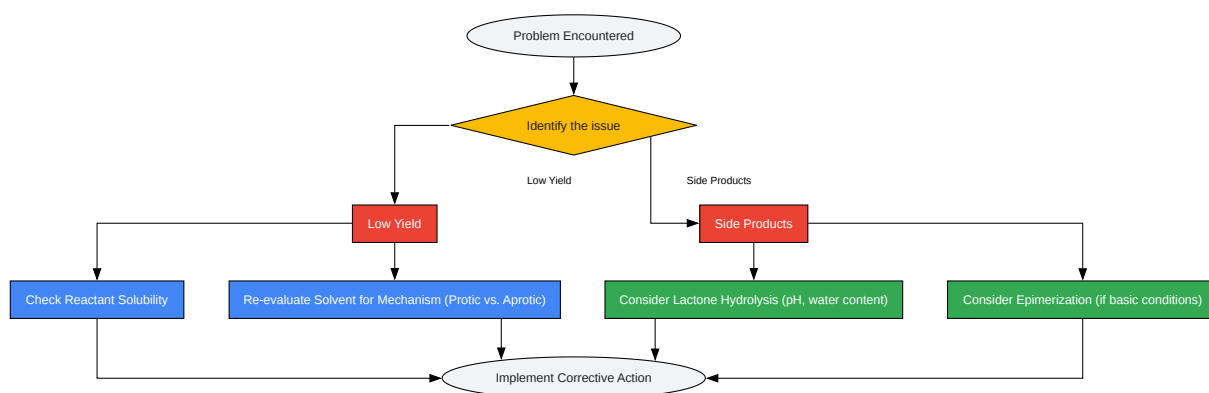 Problem Encountered
Identify the issue
Low Yield
Side Products
Low Yield
Side Products
Check Reactant Solubility
Re-evaluate Solvent for Mechanism (Protic vs. Aprotic)
Consider Lactone Hydrolysis (pH, water content)
Consider Epimerization (if basic conditions)
Implement Corrective Action